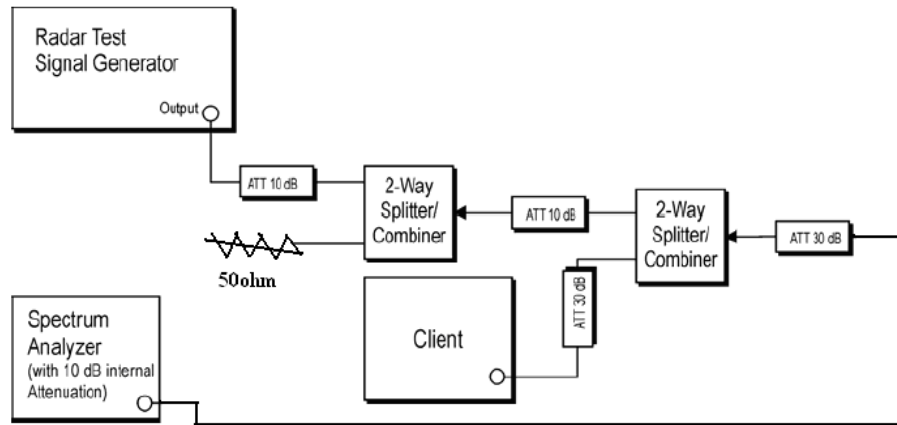 Radar Test
Signal Generator
Output
ATT 10 dB
2-Way
Splitter/
Combiner
ATT 10 dB
2-Way
Splitter/
Combiner
ATT 30 dB
50ohm
ATT 30 dB
Client
Spectrum
Analyzer
(with 10 dB internal
Attenuation)